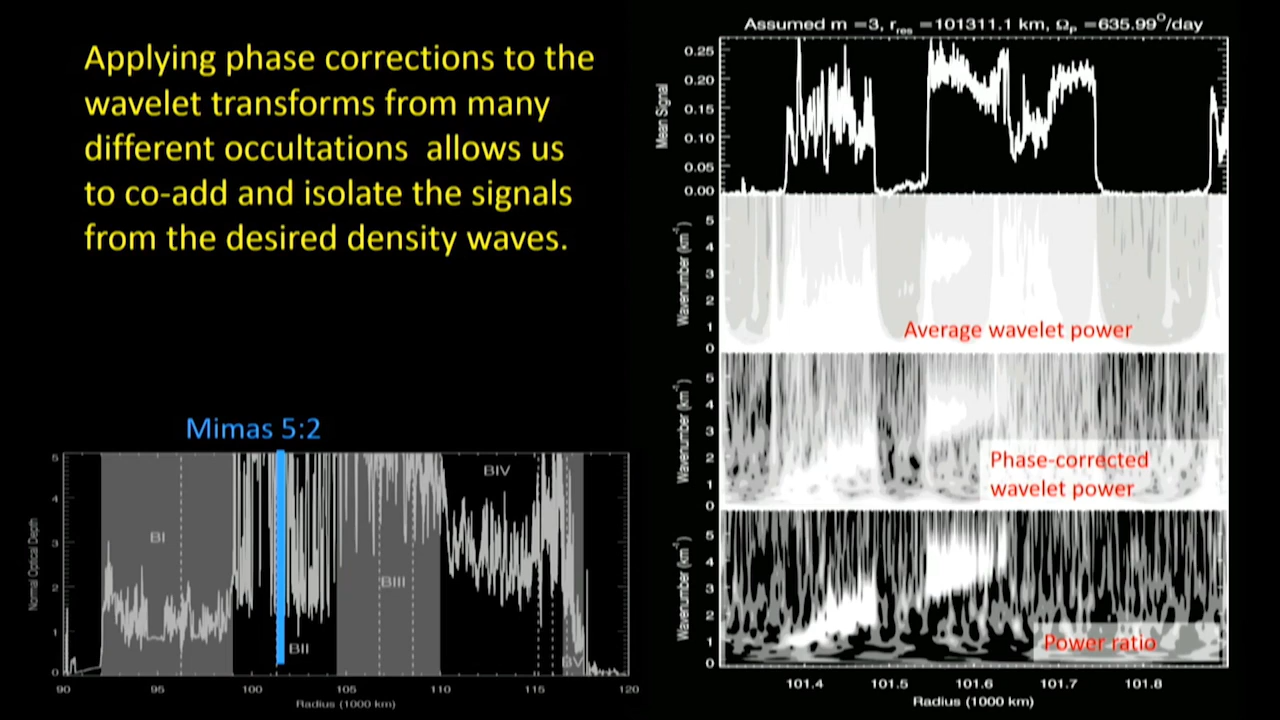 Applying phase corrections to the
wavelet transforms from many
different occultations allows us
to co-add and isolate the signals
from the desired density waves.
Mimas 5:2
Normal Optical Depth
5
4
3
2
1
0
BI
BII
BIII
BIV
BV
90
95
100
105
110
115
120
Radius (1000 km)
Assumed m =3, r_res =101311.1 km, Ω_P =635.99°/day
Mean Signal
0.25
0.20
0.15
0.10
0.05
0.00
Wavenumber (km⁻¹)
5
4
3
2
1
0
Average wavelet power
Wavenumber (km⁻¹)
5
4
3
2
1
0
Phase-corrected
wavelet power
Wavenumber (km⁻¹)
5
4
3
2
1
0
Power ratio
101.4
101.5
101.6
101.7
101.8
Radius (1000 km)